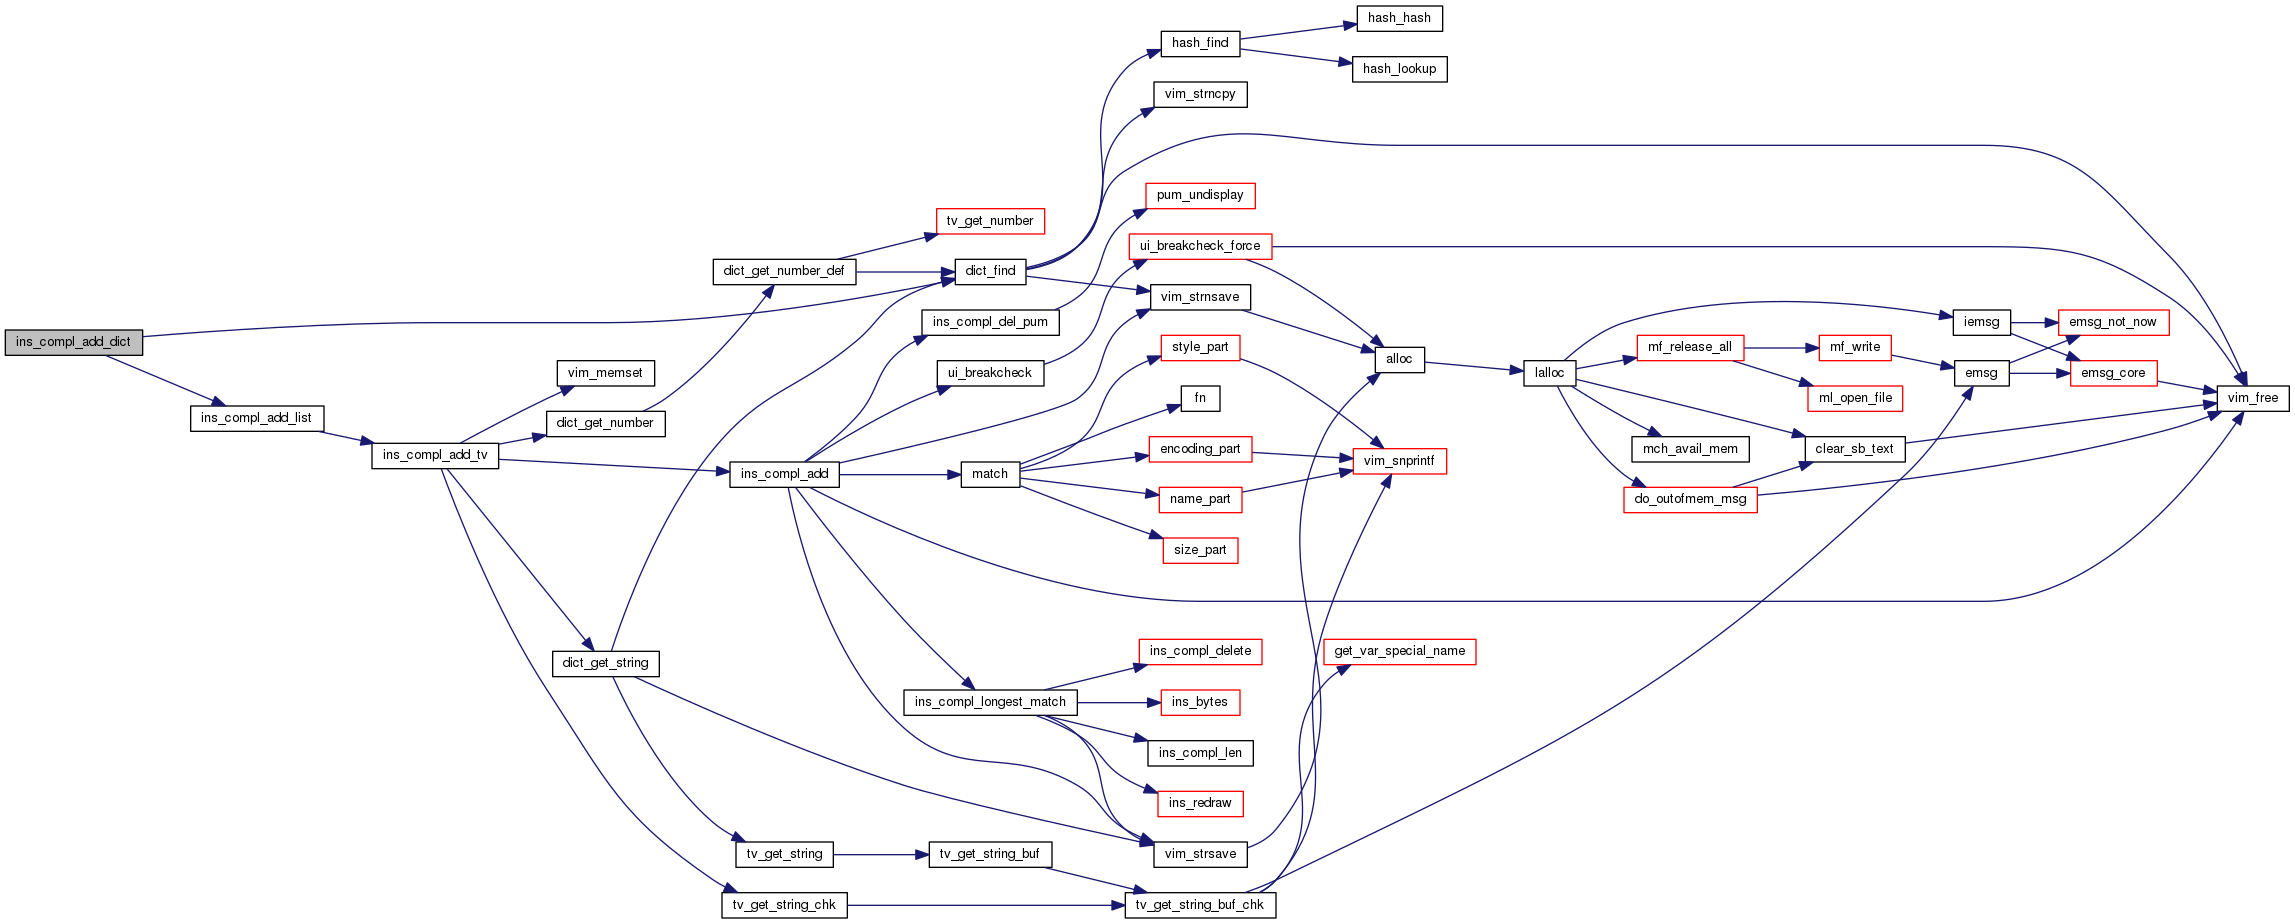 hash_hash
hash_find
hash_lookup
vim_strncpy
pum_undisplay
tv_get_number
ui_breakcheck_force
dict_get_number_def
dict_find
vim_strnsave
ins_compl_del_pum
iemsg
emsg_not_now
ins_compl_add_dict
style_part
mf_release_all
mf_write
alloc
lalloc
emsg
emsg_core
vim_memset
ui_breakcheck
fn
ml_open_file
vim_free
ins_compl_add_list
dict_get_number
encoding_part
mch_avail_mem
clear_sb_text
ins_compl_add_tv
vim_snprintf
ins_compl_add
match
name_part
do_outofmem_msg
size_part
ins_compl_delete
get_var_special_name
dict_get_string
ins_compl_longest_match
ins_bytes
ins_compl_len
ins_redraw
tv_get_string
tv_get_string_buf
vim_strsave
tv_get_string_chk
tv_get_string_buf_chk